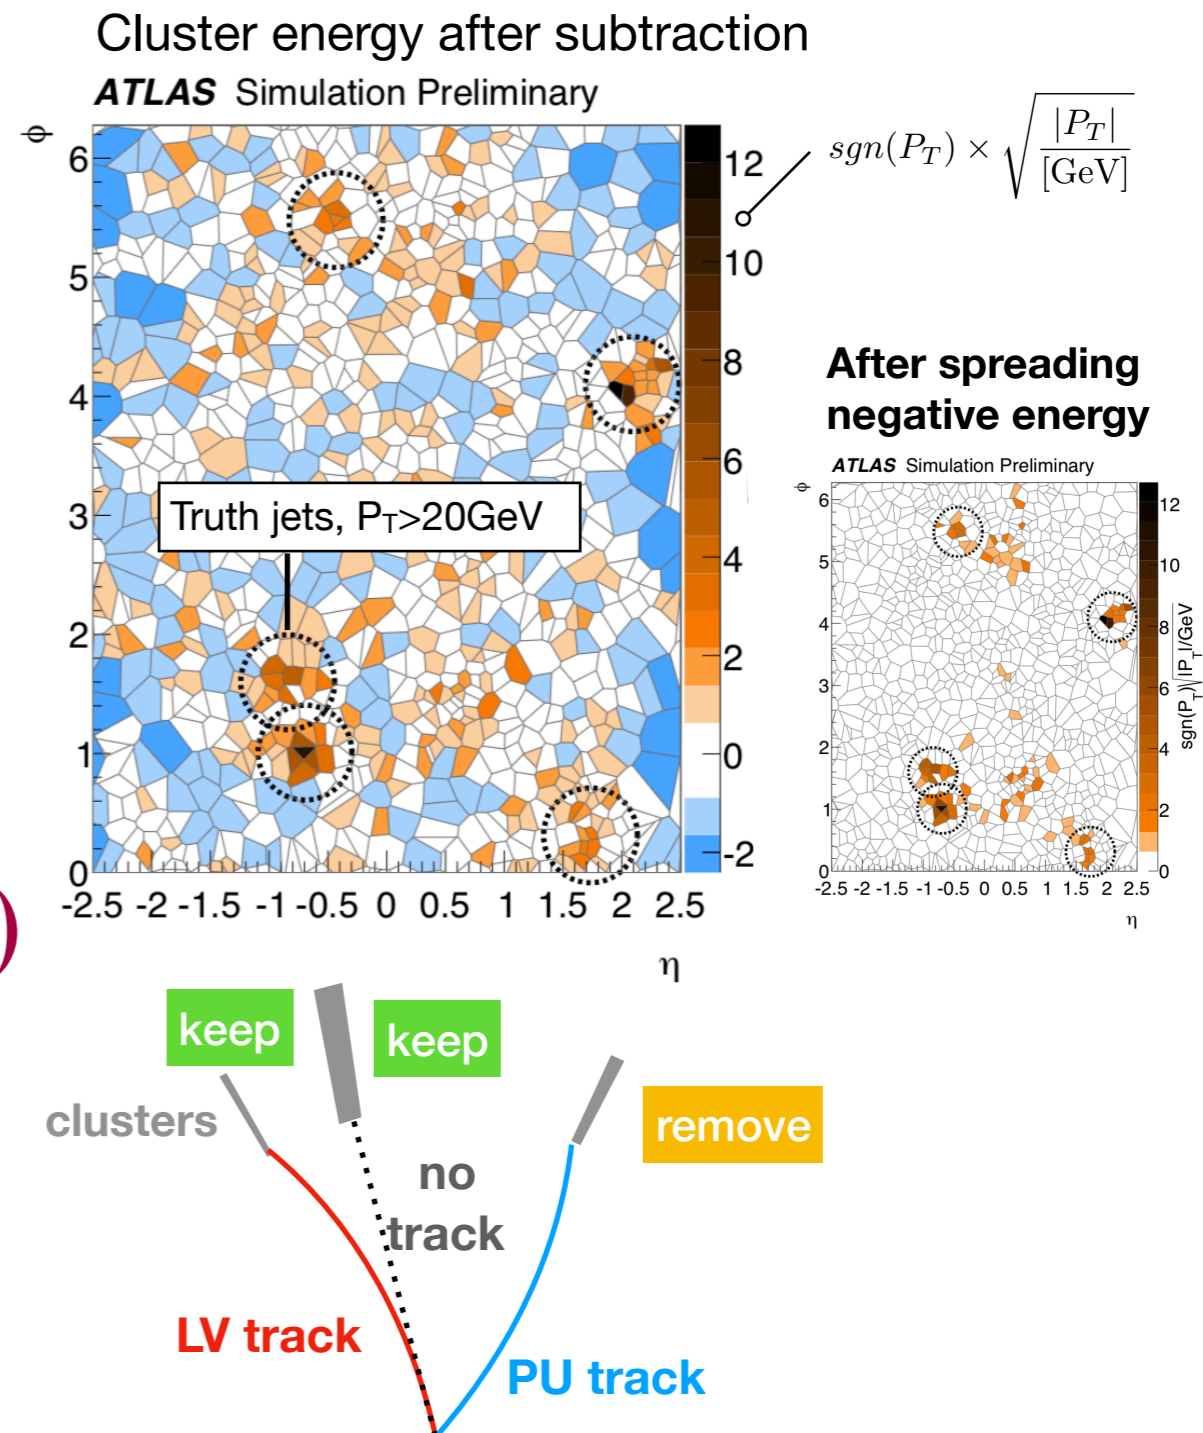 Cluster energy after subtraction
ATLAS Simulation Preliminary
sgn(P_T) × √(|P_T| / [GeV])
ϕ
6
5
4
3
2
1
0
-2.5 -2 -1.5 -1 -0.5 0 0.5 1 1.5 2 2.5
η
12
10
8
6
4
2
0
-2
Truth jets, P_T>20GeV
After spreading
negative energy
ATLAS Simulation Preliminary
ϕ
6
5
4
3
2
1
0
-2.5 -2 -1.5 -1 -0.5 0 0.5 1 1.5 2 2.5
η
12
10
8
6
4
2
0
sgn(P_T)√|P_T|/GeV
)
keep
keep
clusters
remove
no
track
LV track
PU track